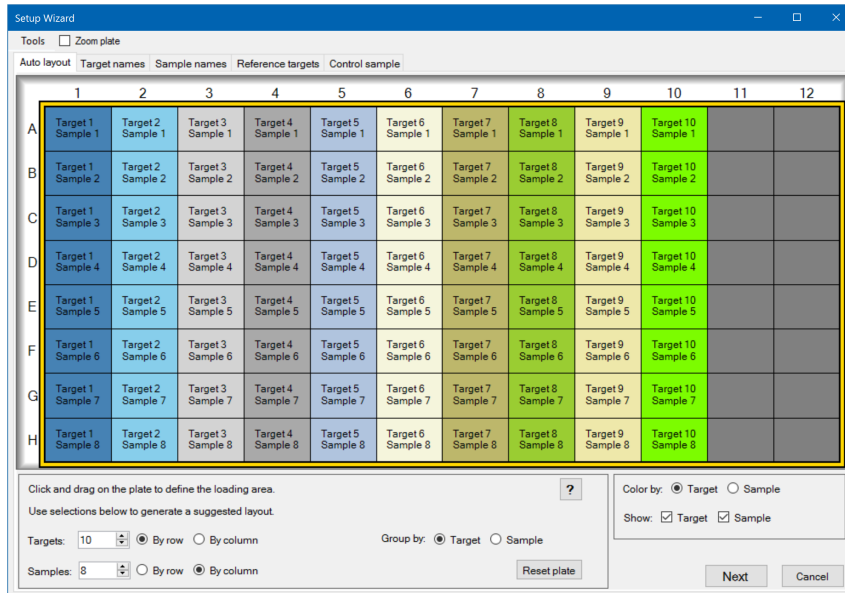 Setup Wizard
Tools Zoom plate
Auto layout Target names Sample names Reference targets Control sample
1 2 3 4 5 6 7 8 9 10 11 12
A Target 1 Target 2 Target 3 Target 4 Target 5 Target 6 Target 7 Target 8 Target 9 Target 10
Sample 1 Sample 1 Sample 1 Sample 1 Sample 1 Sample 1 Sample 1 Sample 1 Sample 1 Sample 1
B Target 1 Target 2 Target 3 Target 4 Target 5 Target 6 Target 7 Target 8 Target 9 Target 10
Sample 2 Sample 2 Sample 2 Sample 2 Sample 2 Sample 2 Sample 2 Sample 2 Sample 2 Sample 2
C Target 1 Target 2 Target 3 Target 4 Target 5 Target 6 Target 7 Target 8 Target 9 Target 10
Sample 3 Sample 3 Sample 3 Sample 3 Sample 3 Sample 3 Sample 3 Sample 3 Sample 3 Sample 3
D Target 1 Target 2 Target 3 Target 4 Target 5 Target 6 Target 7 Target 8 Target 9 Target 10
Sample 4 Sample 4 Sample 4 Sample 4 Sample 4 Sample 4 Sample 4 Sample 4 Sample 4 Sample 4
E Target 1 Target 2 Target 3 Target 4 Target 5 Target 6 Target 7 Target 8 Target 9 Target 10
Sample 5 Sample 5 Sample 5 Sample 5 Sample 5 Sample 5 Sample 5 Sample 5 Sample 5 Sample 5
F Target 1 Target 2 Target 3 Target 4 Target 5 Target 6 Target 7 Target 8 Target 9 Target 10
Sample 6 Sample 6 Sample 6 Sample 6 Sample 6 Sample 6 Sample 6 Sample 6 Sample 6 Sample 6
G Target 1 Target 2 Target 3 Target 4 Target 5 Target 6 Target 7 Target 8 Target 9 Target 10
Sample 7 Sample 7 Sample 7 Sample 7 Sample 7 Sample 7 Sample 7 Sample 7 Sample 7 Sample 7
H Target 1 Target 2 Target 3 Target 4 Target 5 Target 6 Target 7 Target 8 Target 9 Target 10
Sample 8 Sample 8 Sample 8 Sample 8 Sample 8 Sample 8 Sample 8 Sample 8 Sample 8 Sample 8
Click and drag on the plate to define the loading area. ? Color by: Target Sample
Use selections below to generate a suggested layout. Show: Target Sample
Targets: 10 By row By column Group by: Target Sample
Samples: 8 By row By column Reset plate Next Cancel